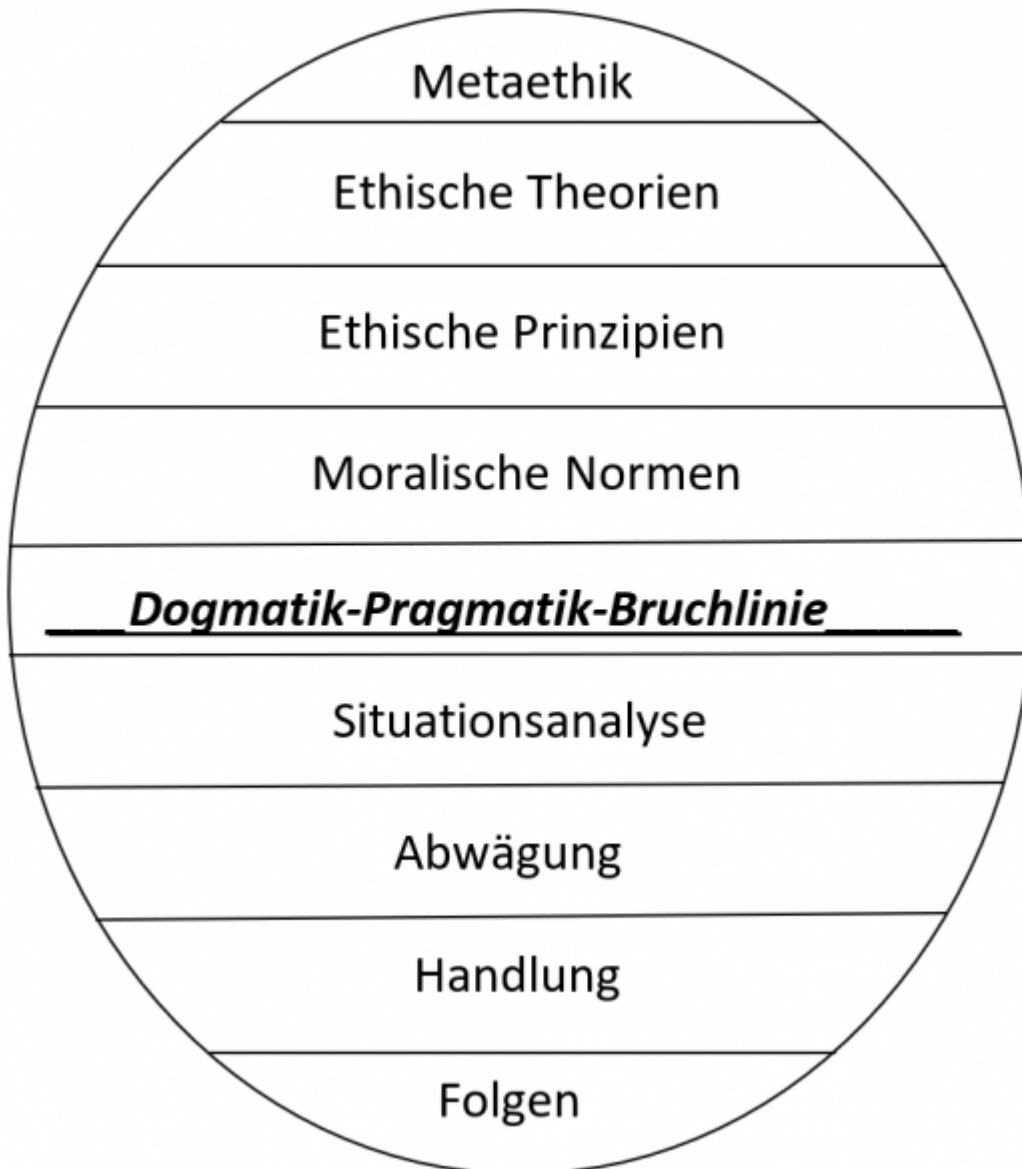 Metaethik
Ethische Theorien
Ethische Prinzipien
Moralische Normen
___Dogmatik-Pragmatik-Bruchlinie_____
Situationsanalyse
Abwägung
Handlung
Folgen